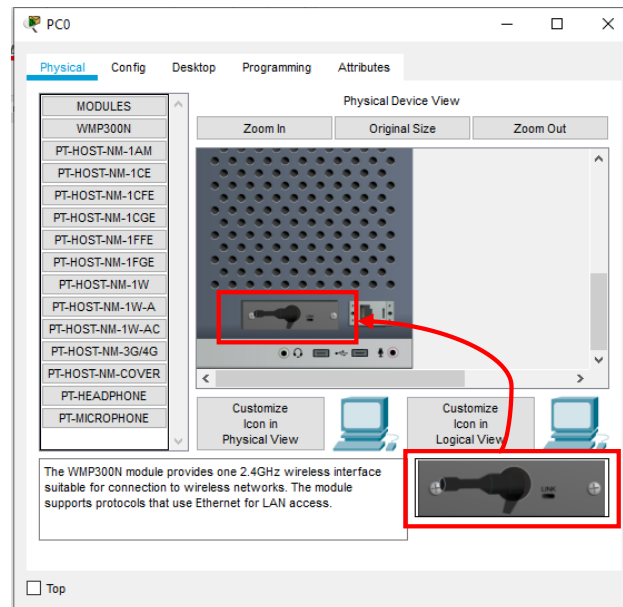 PC0
Physical Config Desktop Programming Attributes
MODULES
WMP300N
PT-HOST-NM-1AM
PT-HOST-NM-1CE
PT-HOST-NM-1CFE
PT-HOST-NM-1CGE
PT-HOST-NM-1FFE
PT-HOST-NM-1FGE
PT-HOST-NM-1W
PT-HOST-NM-1W-A
PT-HOST-NM-1W-AC
PT-HOST-NM-3G/4G
PT-HOST-NM-COVER
PT-HEADPHONE
PT-MICROPHONE
Physical Device View
Zoom In Original Size Zoom Out
Customize
Icon in
Physical View
Customize
Icon in
Logical View
The WMP300N module provides one 2.4GHz wireless interface
suitable for connection to wireless networks. The module
supports protocols that use Ethernet for LAN access.
LINK
Top